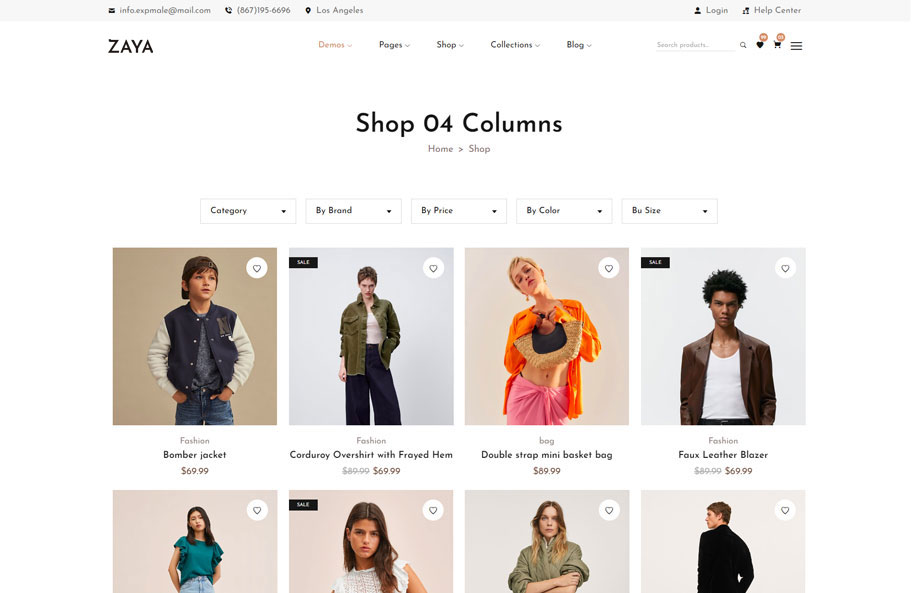 info.expmale@mail.com (867)195-6696 Los Angeles Login Help Center
ZAYA Demos Pages Shop Collections Blog Search products...
Shop 04 Columns
Home > Shop
Category By Brand By Price By Color Bu Size
SALE SALE
Fashion Fashion bag Fashion
Bomber jacket Corduroy Overshirt with Frayed Hem Double strap mini basket bag Faux Leather Blazer
$69.99 $89.99 $69.99 $89.99 $89.99 $69.99
SALE